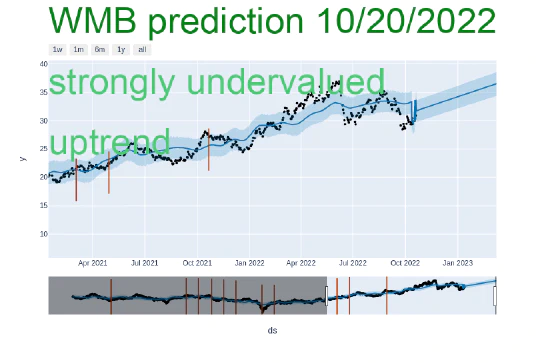 WMB prediction 10/20/2022
1w 1m 6m 1y all
strongly undervalued
uptrend
40
35
30
25
20
15
10
y
Apr 2021 Jul 2021 Oct 2021 Jan 2022 Apr 2022 Jul 2022 Oct 2022 Jan 2023
ds